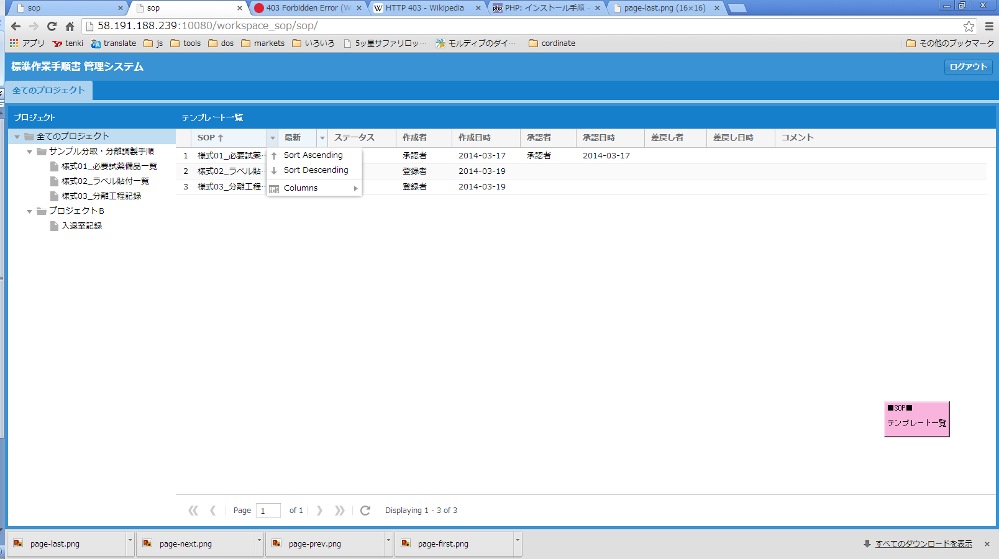 sop
sop
403 Forbidden Error (W
HTTP 403 - Wikipedia
PHP: インストール手順 -
page-last.png (16×16)
58.191.188.239:10080/workspace_sop/sop/
アプリ tenki translate js tools dos markets いろいろ 5ッ星サファリロッ… モルディブのダイ… cordinate その他のブックマーク
標準作業手順書 管理システム
ログアウト
全てのプロジェクト
プロジェクト
テンプレート一覧
全てのプロジェクト
サンプル分取・分離調製手順
様式01_必要試薬備品一覧
様式02_ラベル貼付一覧
様式03_分離工程記録
プロジェクトB
入退室記録
SOP 最新 ステータス 作成者 作成日時 承認者 承認日時 差戻し者 差戻し日時 コメント
1 様式01_必要試薬… 承認者 2014-03-17 承認者 2014-03-17
2 様式02_ラベル貼… 登録者 2014-03-19
3 様式03_分離工程… 登録者 2014-03-19
Sort Ascending
Sort Descending
Columns
■SOP■
テンプレート一覧
Page 1 of 1 Displaying 1 - 3 of 3
page-last.png
page-next.png
page-prev.png
page-first.png
すべてのダウンロードを表示